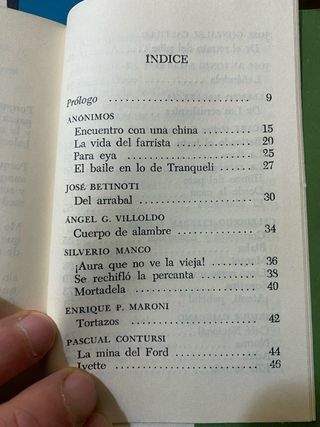 INDICE
Prólogo ................................ 9
ANÓNIMOS
Encuentro con una china .......... 15
La vida del farrista ................ 20
Para eya ........................... 25
El baile en lo de Tranqueli ........ 27
JOSÉ BETINOTI
Del arrabal ........................ 30
ÁNGEL G. VILLOLDO
Cuerpo de alambre ................ 34
SILVERIO MANCO
¡Aura que no ve la vieja! .......... 36
Se rechifló la percanta ............ 38
Mortadela .......................... 40
ENRIQUE P. MARONI
Tortazos ........................... 42
PASCUAL CONTURSI
La mina del Ford .................. 44
Ivette .............................. 46